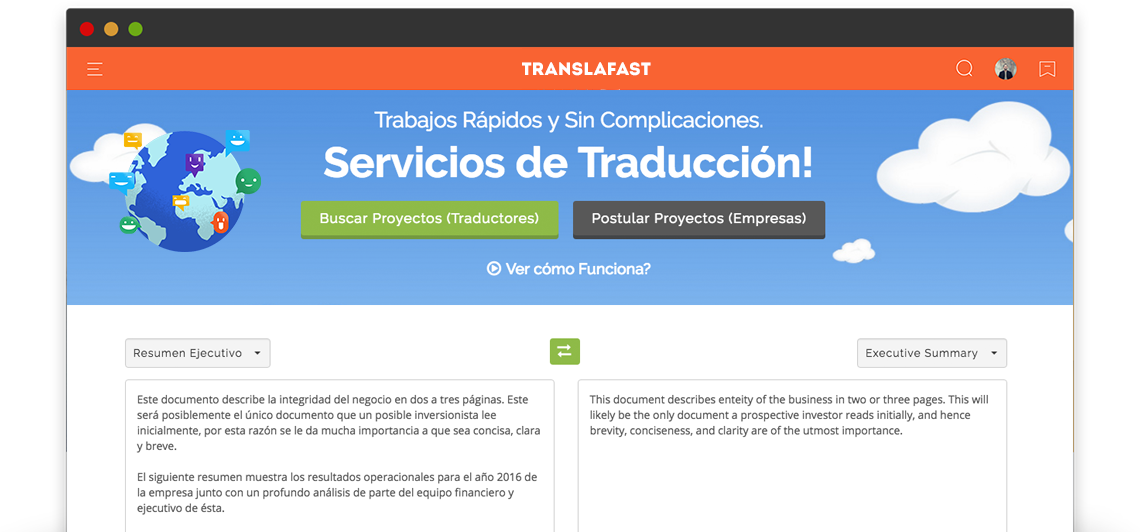 TRANSLAFAST
Trabajos Rápidos y Sin Complicaciones.
Servicios de Traducción!
Buscar Proyectos (Traductores)
Postular Proyectos (Empresas)
Ver cómo Funciona?
Resumen Ejecutivo
Executive Summary
Este documento describe la integridad del negocio en dos a tres páginas. Este
será posiblemente el único documento que un posible inversionista lee
inicialmente, por esta razón se le da mucha importancia a que sea concisa, clara
y breve.
El siguiente resumen muestra los resultados operacionales para el año 2016 de
la empresa junto con un profundo análisis de parte del equipo financiero y
ejecutivo de ésta.
This document describes enteity of the business in two or three pages. This will
likely be the only document a prospective investor reads initially, and hence
brevity, conciseness, and clarity are of the utmost importance.